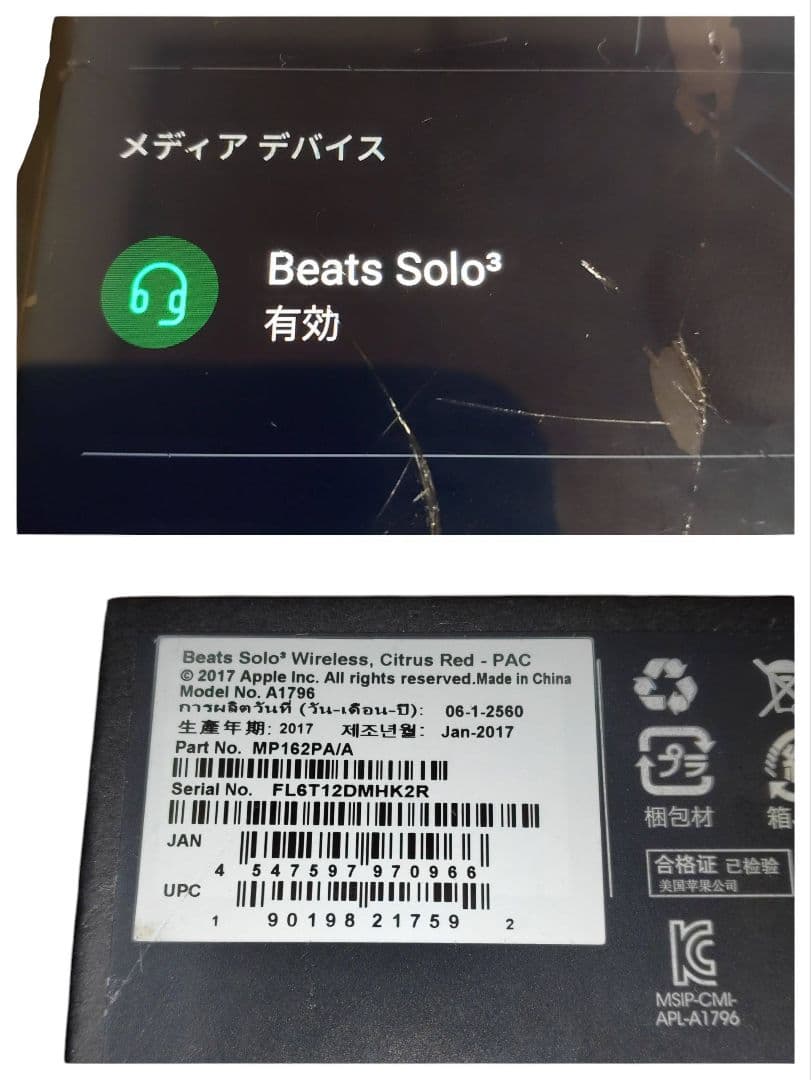 メディア デバイス
Beats Solo³
有効
Beats Solo³ Wireless, Citrus Red - PAC
© 2017 Apple Inc. All rights reserved.Made in China
Model No. A1796
การผลิตวันที่ (วัน-เดือน-ปี): 06-1-2560
生產年期: 2017 제조년월: Jan-2017
Part No. MP162PA/A
Serial No. FL6T12DMHK2R
JAN
4 547597 970966
UPC
1 90198 21759 2
プラ
梱包材
箱
合格证 己检验
美国苹果公司
MSIP-CMI-
APL-A1796